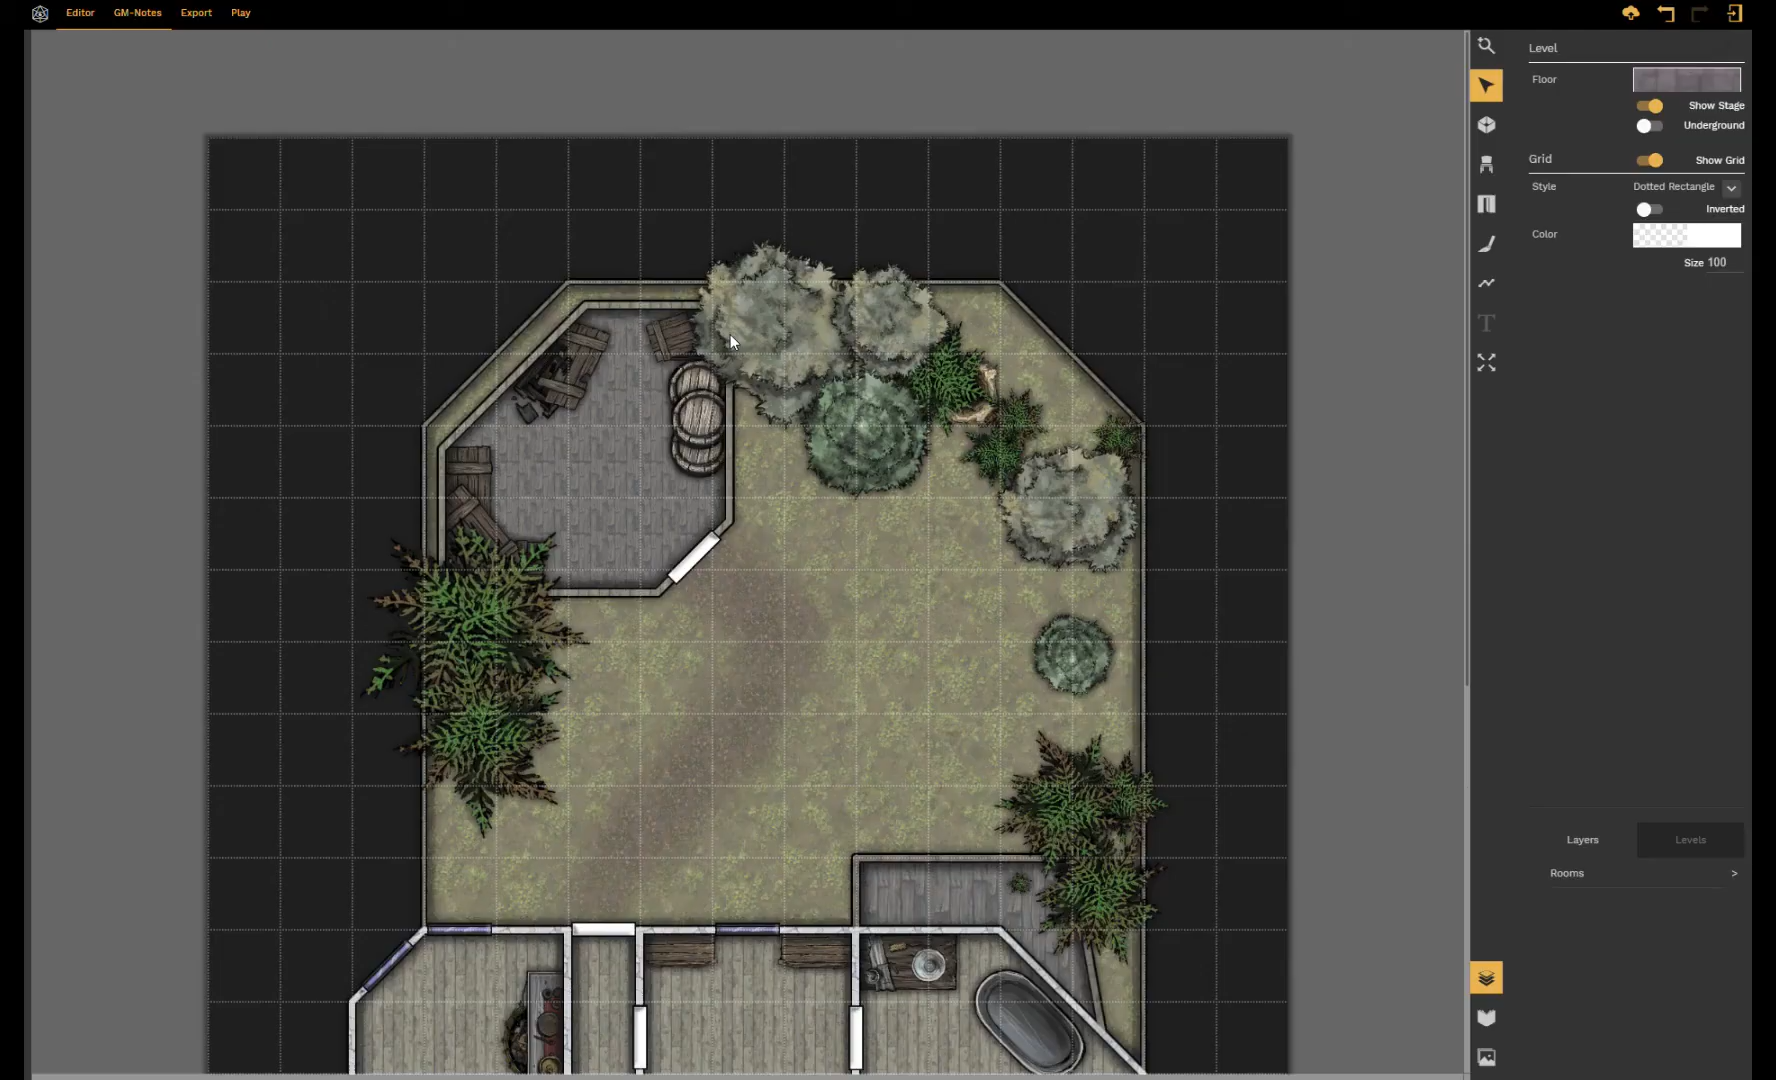 Editor GM-Notes Export Play
Level
Floor
Show Stage
Underground
Grid Show Grid
Style Dotted Rectangle
Inverted
Color
Size 100
T
Layers Levels
Rooms >